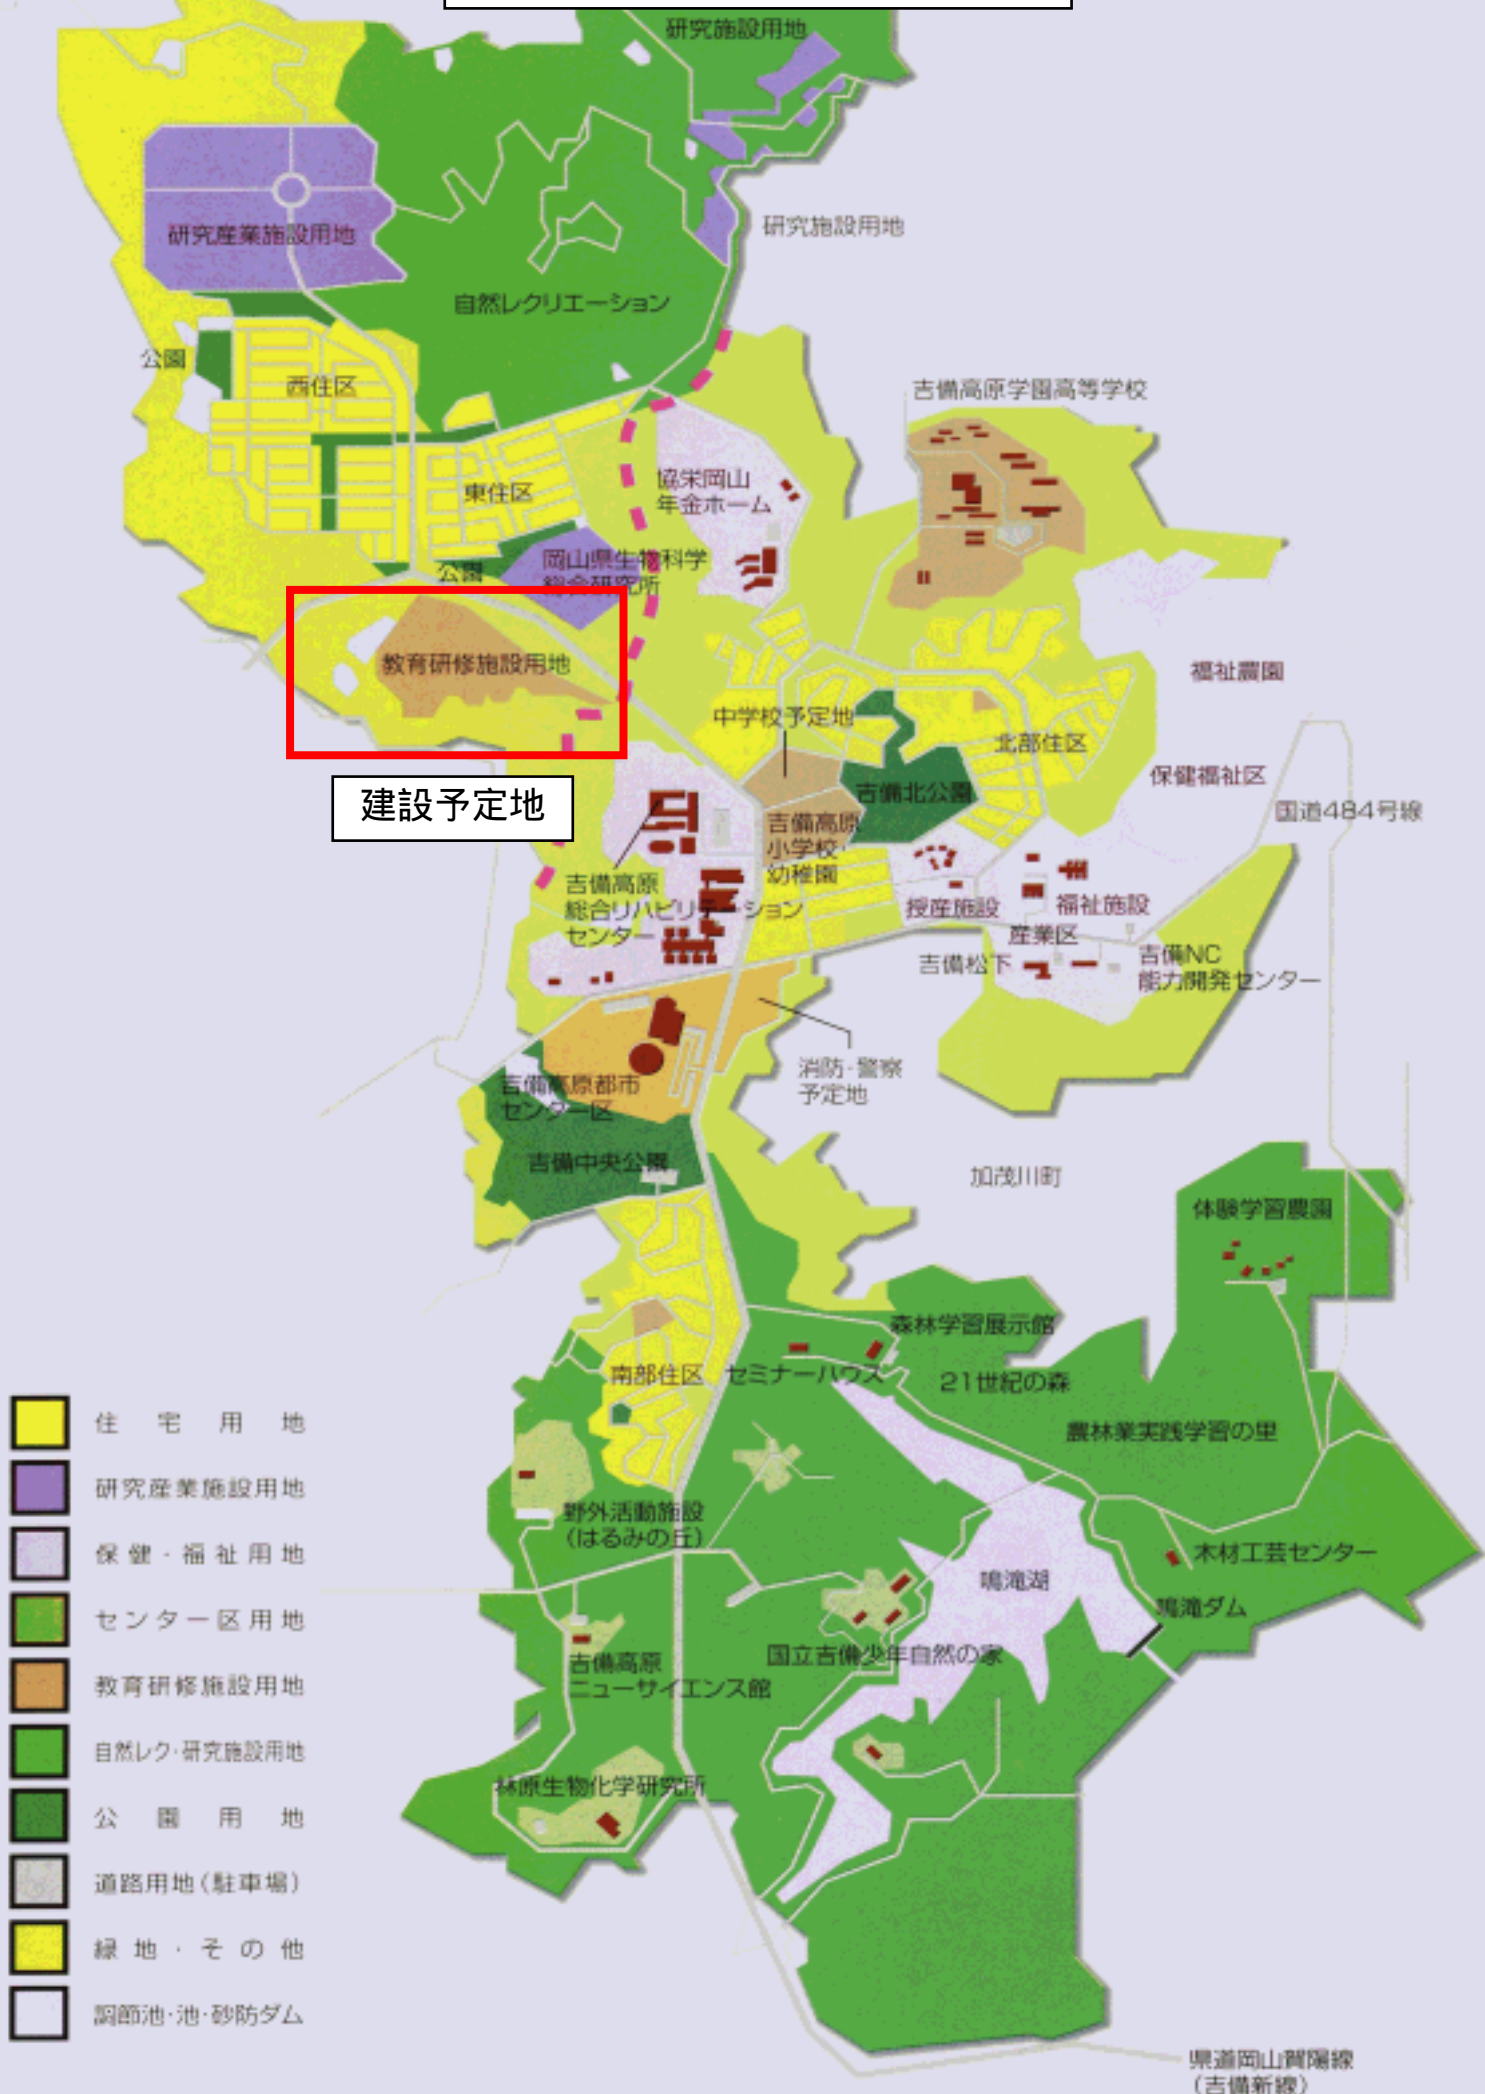 研究施設用地
研究産業施設用地
研究施設用地
自然レクリエーション
公園
西住区
吉備高原学園高等学校
協栄岡山
年金ホーム
東住区
岡山県生物科学
総合研究所
公園
教育研修施設用地
福祉農園
中学校予定地
北部住区
保健福祉区
建設予定地
吉備北公園
国道484号線
吉備高原
小学校
幼稚園
吉備高原
総合リハビリテーション
センター
授産施設
福祉施設
産業区
吉備松下
吉備NC
能力開発センター
消防・警察
予定地
吉備高原都市
センター区
吉備中央公園
加茂川町
体験学習農園
森林学習展示館
南部住区
セミナーハウス
21世紀の森
農林業実践学習の里
野外活動施設
(はるみの丘)
木材工芸センター
鳴滝湖
鳴滝ダム
国立吉備少年自然の家
吉備高原
ニューサイエンス館
林原生物化学研究所
県道岡山賀陽線
(吉備新線)
住宅用地
研究産業施設用地
保健・福祉用地
センター区用地
教育研修施設用地
自然レク・研究施設用地
公園用地
道路用地(駐車場)
緑地・その他
調節池・池・砂防ダム